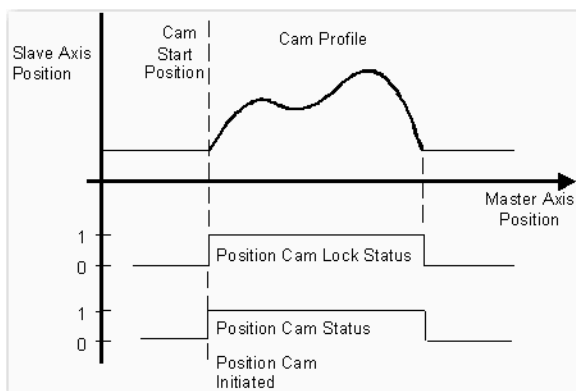 Cam
Start
Position
Cam Profile
Slave Axis
Position
Master Axis
Position
1
0
Position Cam Lock Status
1
0
Position Cam Status
Position Cam
Initiated